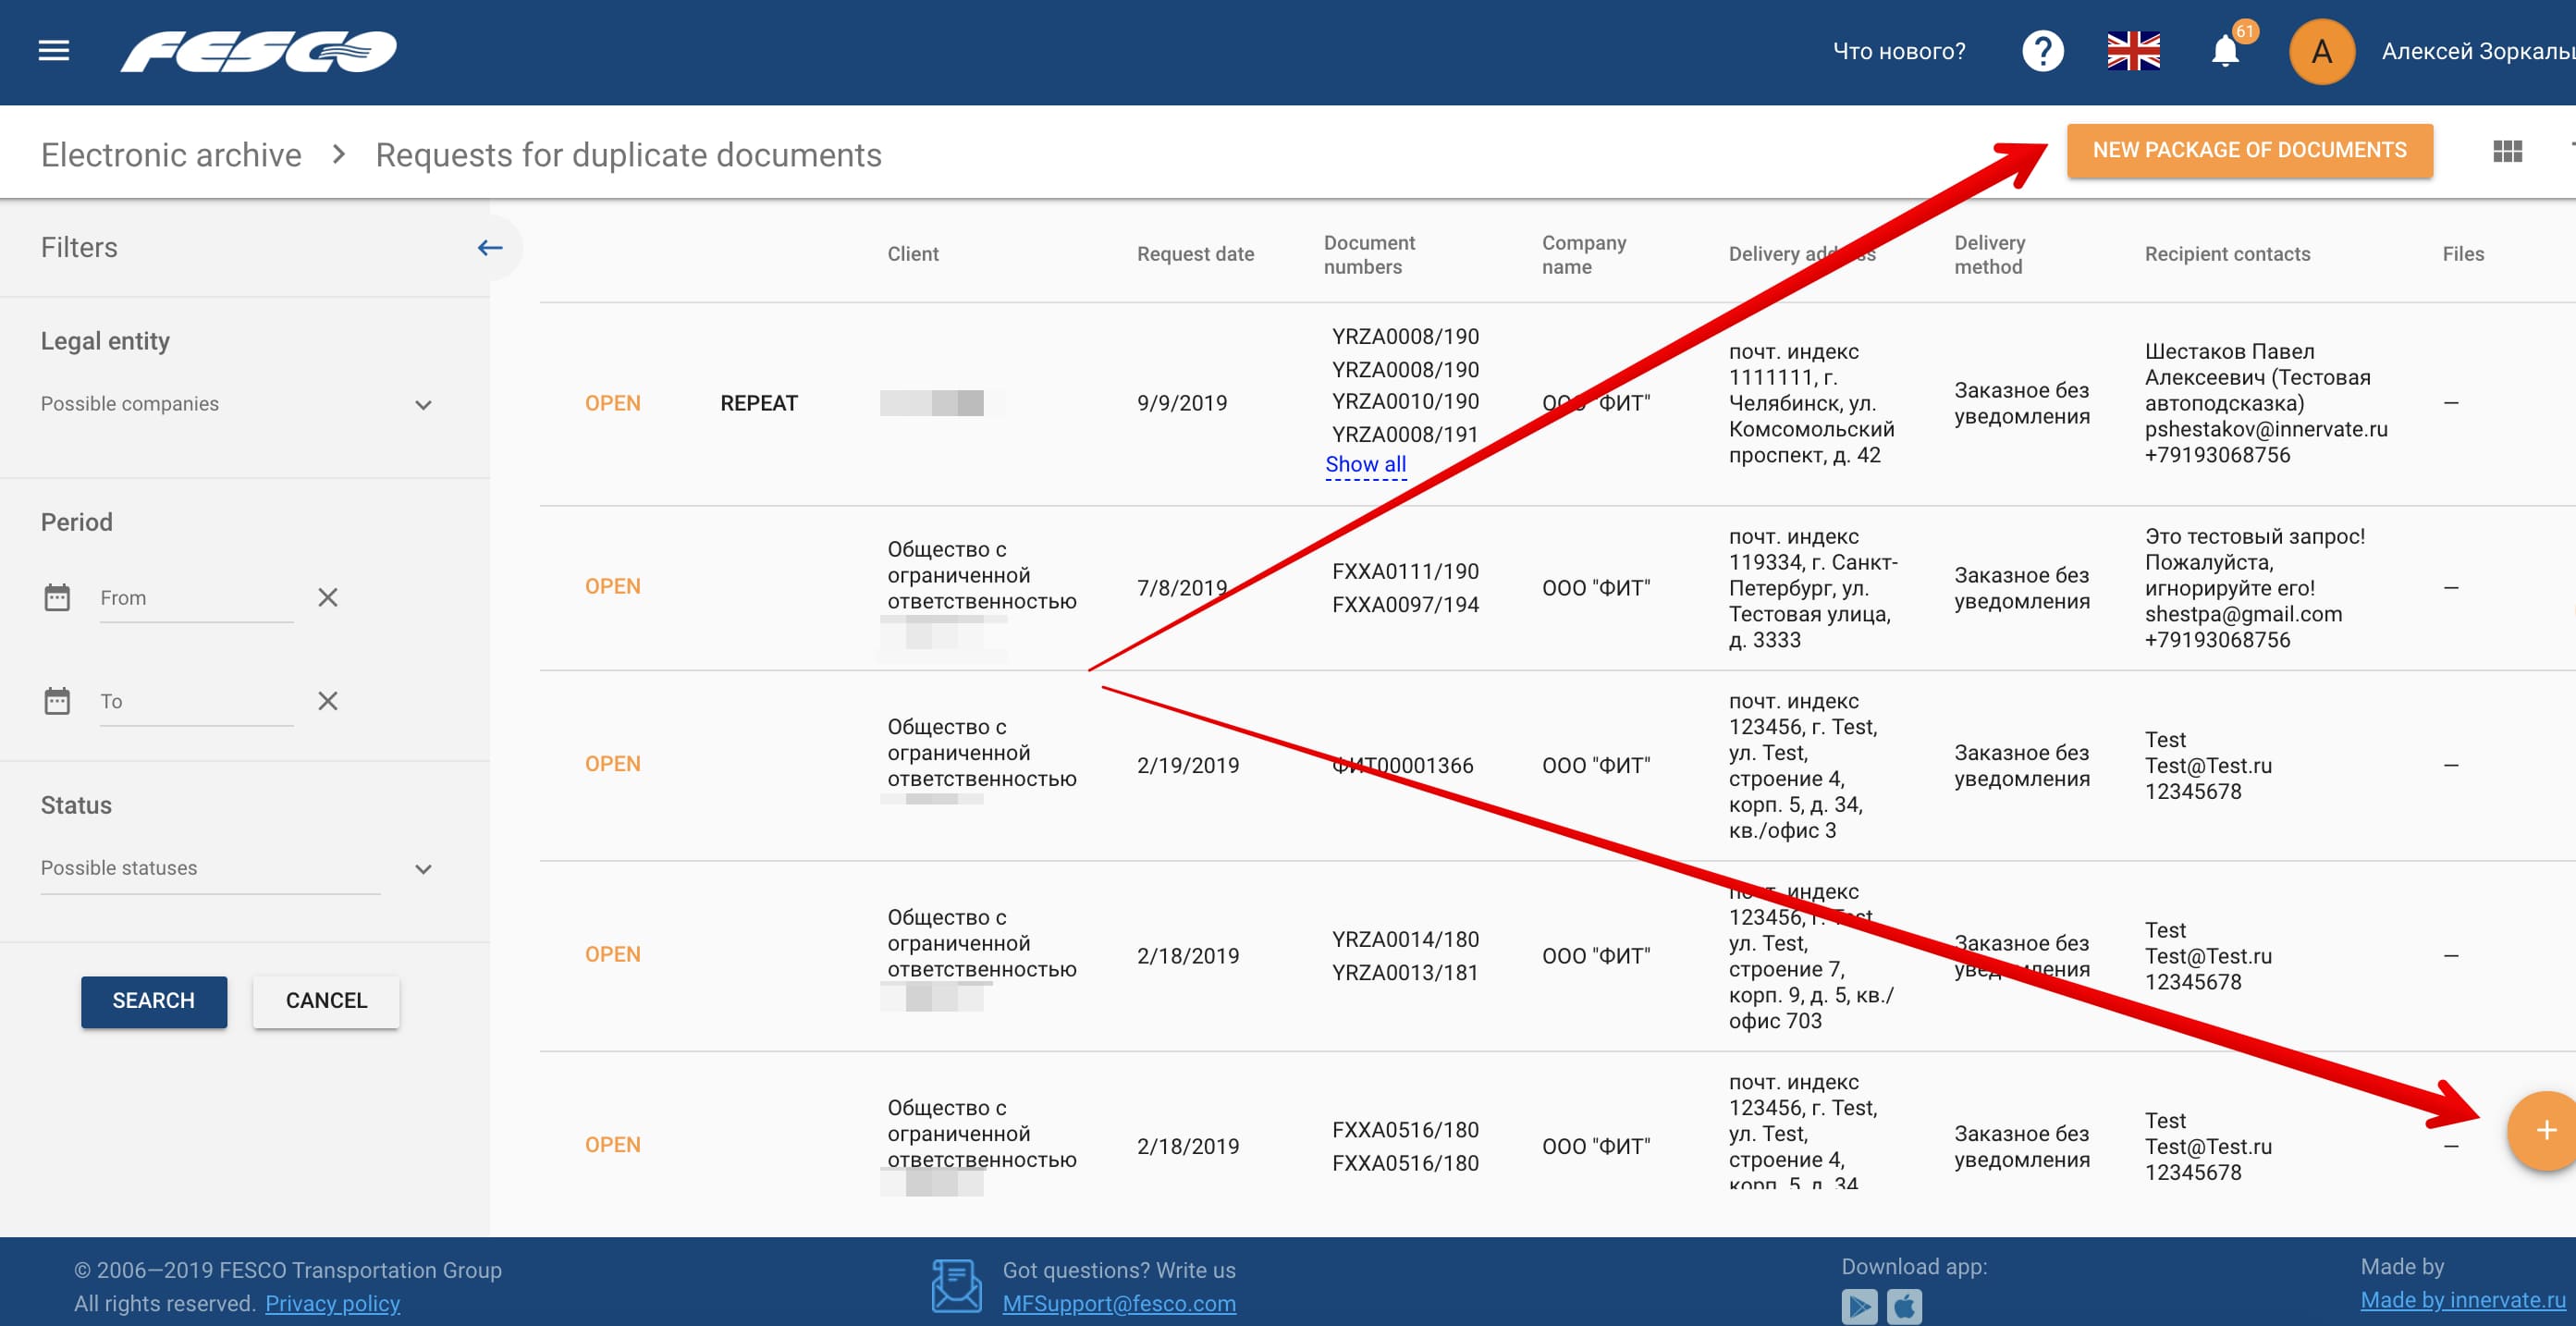 FESCO
Что нового?
?
61
А
Алексей Зоркаль
Electronic archive > Requests for duplicate documents
NEW PACKAGE OF DOCUMENTS
Filters
Legal entity
Possible companies
Period
From
To
Status
Possible statuses
SEARCH
CANCEL
Client
Request date
Document
numbers
Company
name
Delivery address
Delivery
method
Recipient contacts
Files
OPEN
REPEAT
9/9/2019
YRZA0008/190
YRZA0008/190
YRZA0010/190
YRZA0008/191
Show all
ООО "ФИТ"
почт. индекс
1111111, г.
Челябинск, ул.
Комсомольский
проспект, д. 42
Заказное без
уведомления
Шестаков Павел
Алексеевич (Тестовая
автоподсказка)
pshestakov@innervate.ru
+79193068756
—
OPEN
Общество с
ограниченной
ответственностью
7/8/2019
FXXA0111/190
FXXA0097/194
ООО "ФИТ"
почт. индекс
119334, г. Санкт-
Петербург, ул.
Тестовая улица,
д. 3333
Заказное без
уведомления
Это тестовый запрос!
Пожалуйста,
игнорируйте его!
shestpa@gmail.com
+79193068756
—
OPEN
Общество с
ограниченной
ответственностью
2/19/2019
ФИТ00001366
ООО "ФИТ"
почт. индекс
123456, г. Test,
ул. Test,
строение 4,
корп. 5, д. 34,
кв./офис 3
Заказное без
уведомления
Test
Test@Test.ru
12345678
—
OPEN
Общество с
ограниченной
ответственностью
2/18/2019
YRZA0014/180
YRZA0013/181
ООО "ФИТ"
почт. индекс
123456, г. Test,
ул. Test,
строение 7,
корп. 9, д. 5, кв./
офис 703
Заказное без
уведомления
Test
Test@Test.ru
12345678
—
OPEN
Общество с
ограниченной
ответственностью
2/18/2019
FXXA0516/180
FXXA0516/180
ООО "ФИТ"
почт. индекс
123456, г. Test,
ул. Test,
строение 4,
корп. 5, д. 34
Заказное без
уведомления
Test
Test@Test.ru
12345678
—
+
© 2006—2019 FESCO Transportation Group
All rights reserved. Privacy policy
Got questions? Write us
MFSupport@fesco.com
Download app:
Made by
Made by innervate.ru